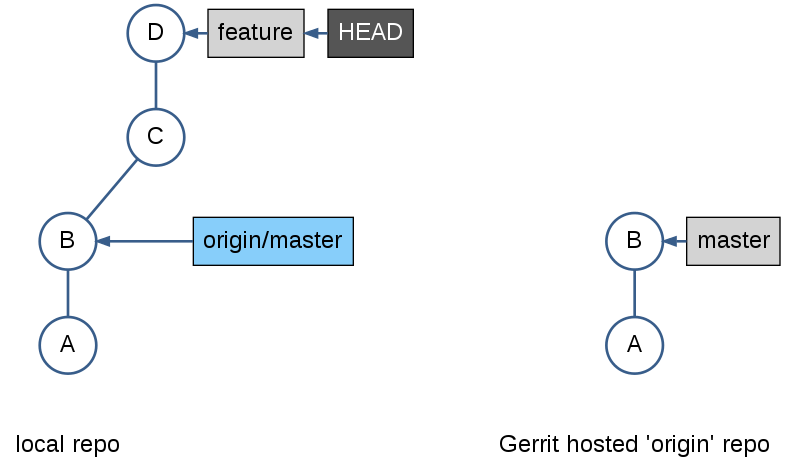 D
feature
HEAD
C
B
origin/master
B
master
A
A
local repo
Gerrit hosted 'origin' repo